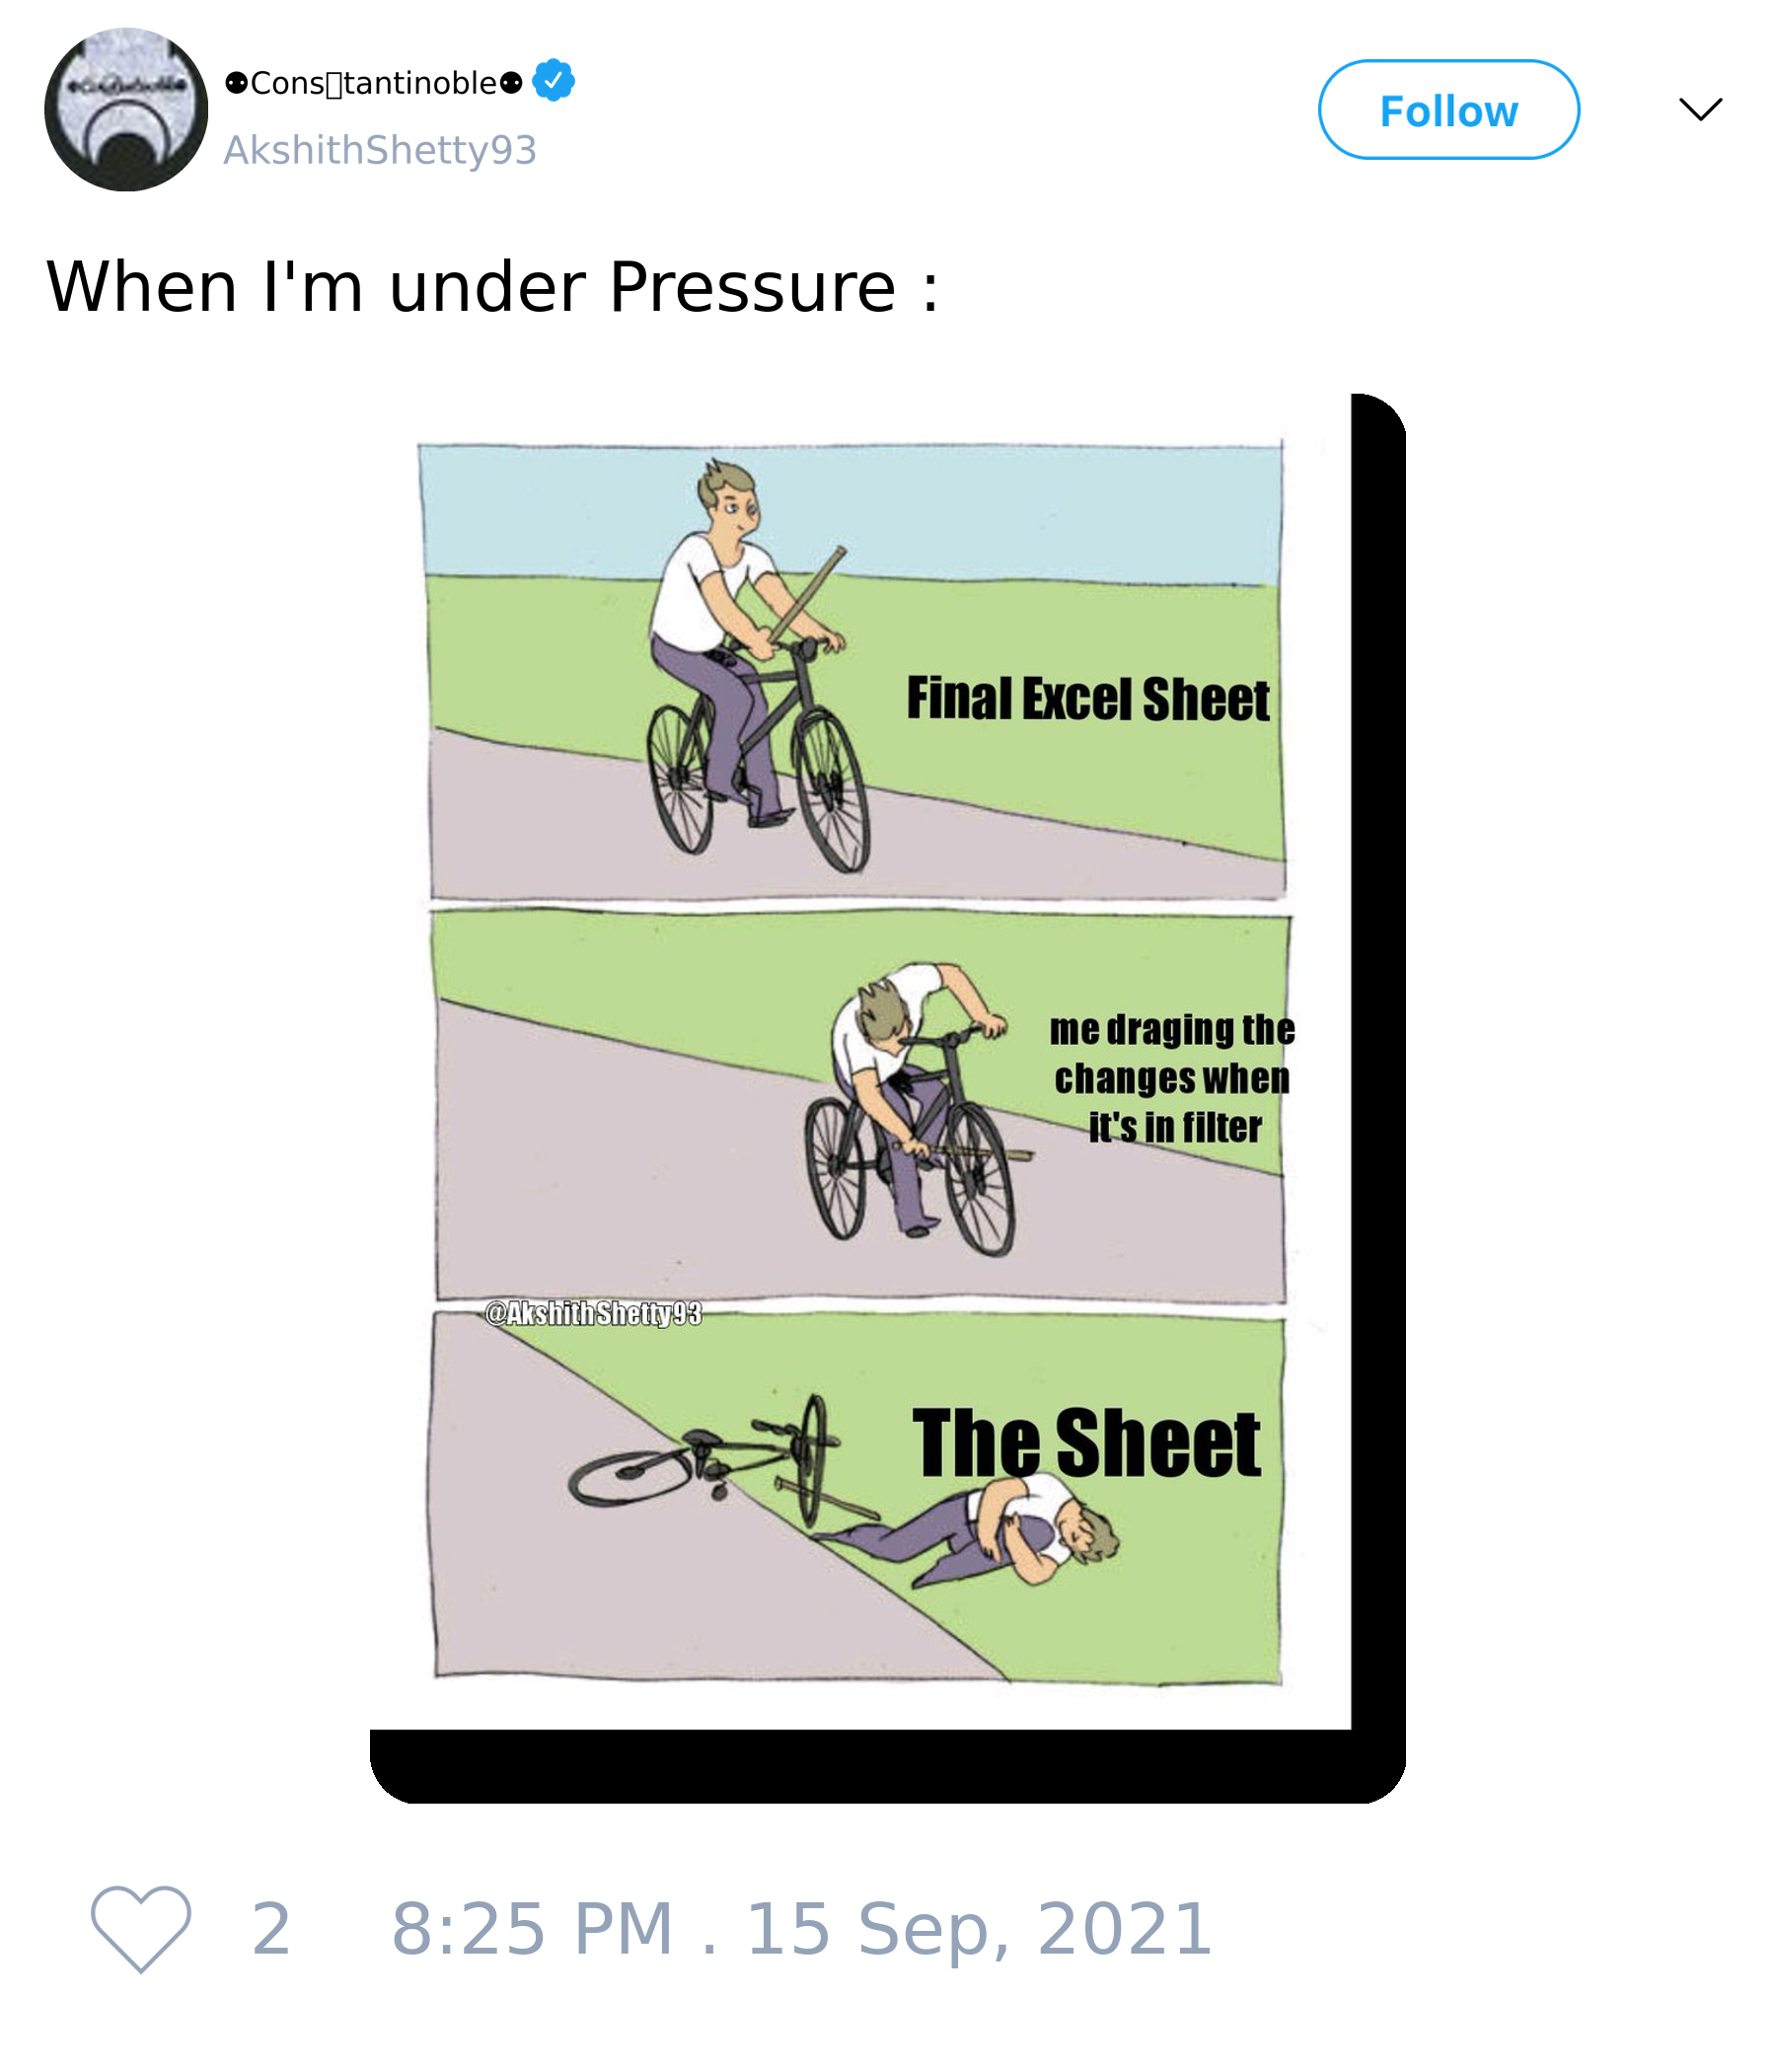 ⚉Cons▯tantinoble⚉
AkshithShetty93
Follow
When I'm under Pressure :
Final Excel Sheet
me draging the
changes when
it's in filter
@AkshithShetty93
The Sheet
2 8:25 PM . 15 Sep, 2021